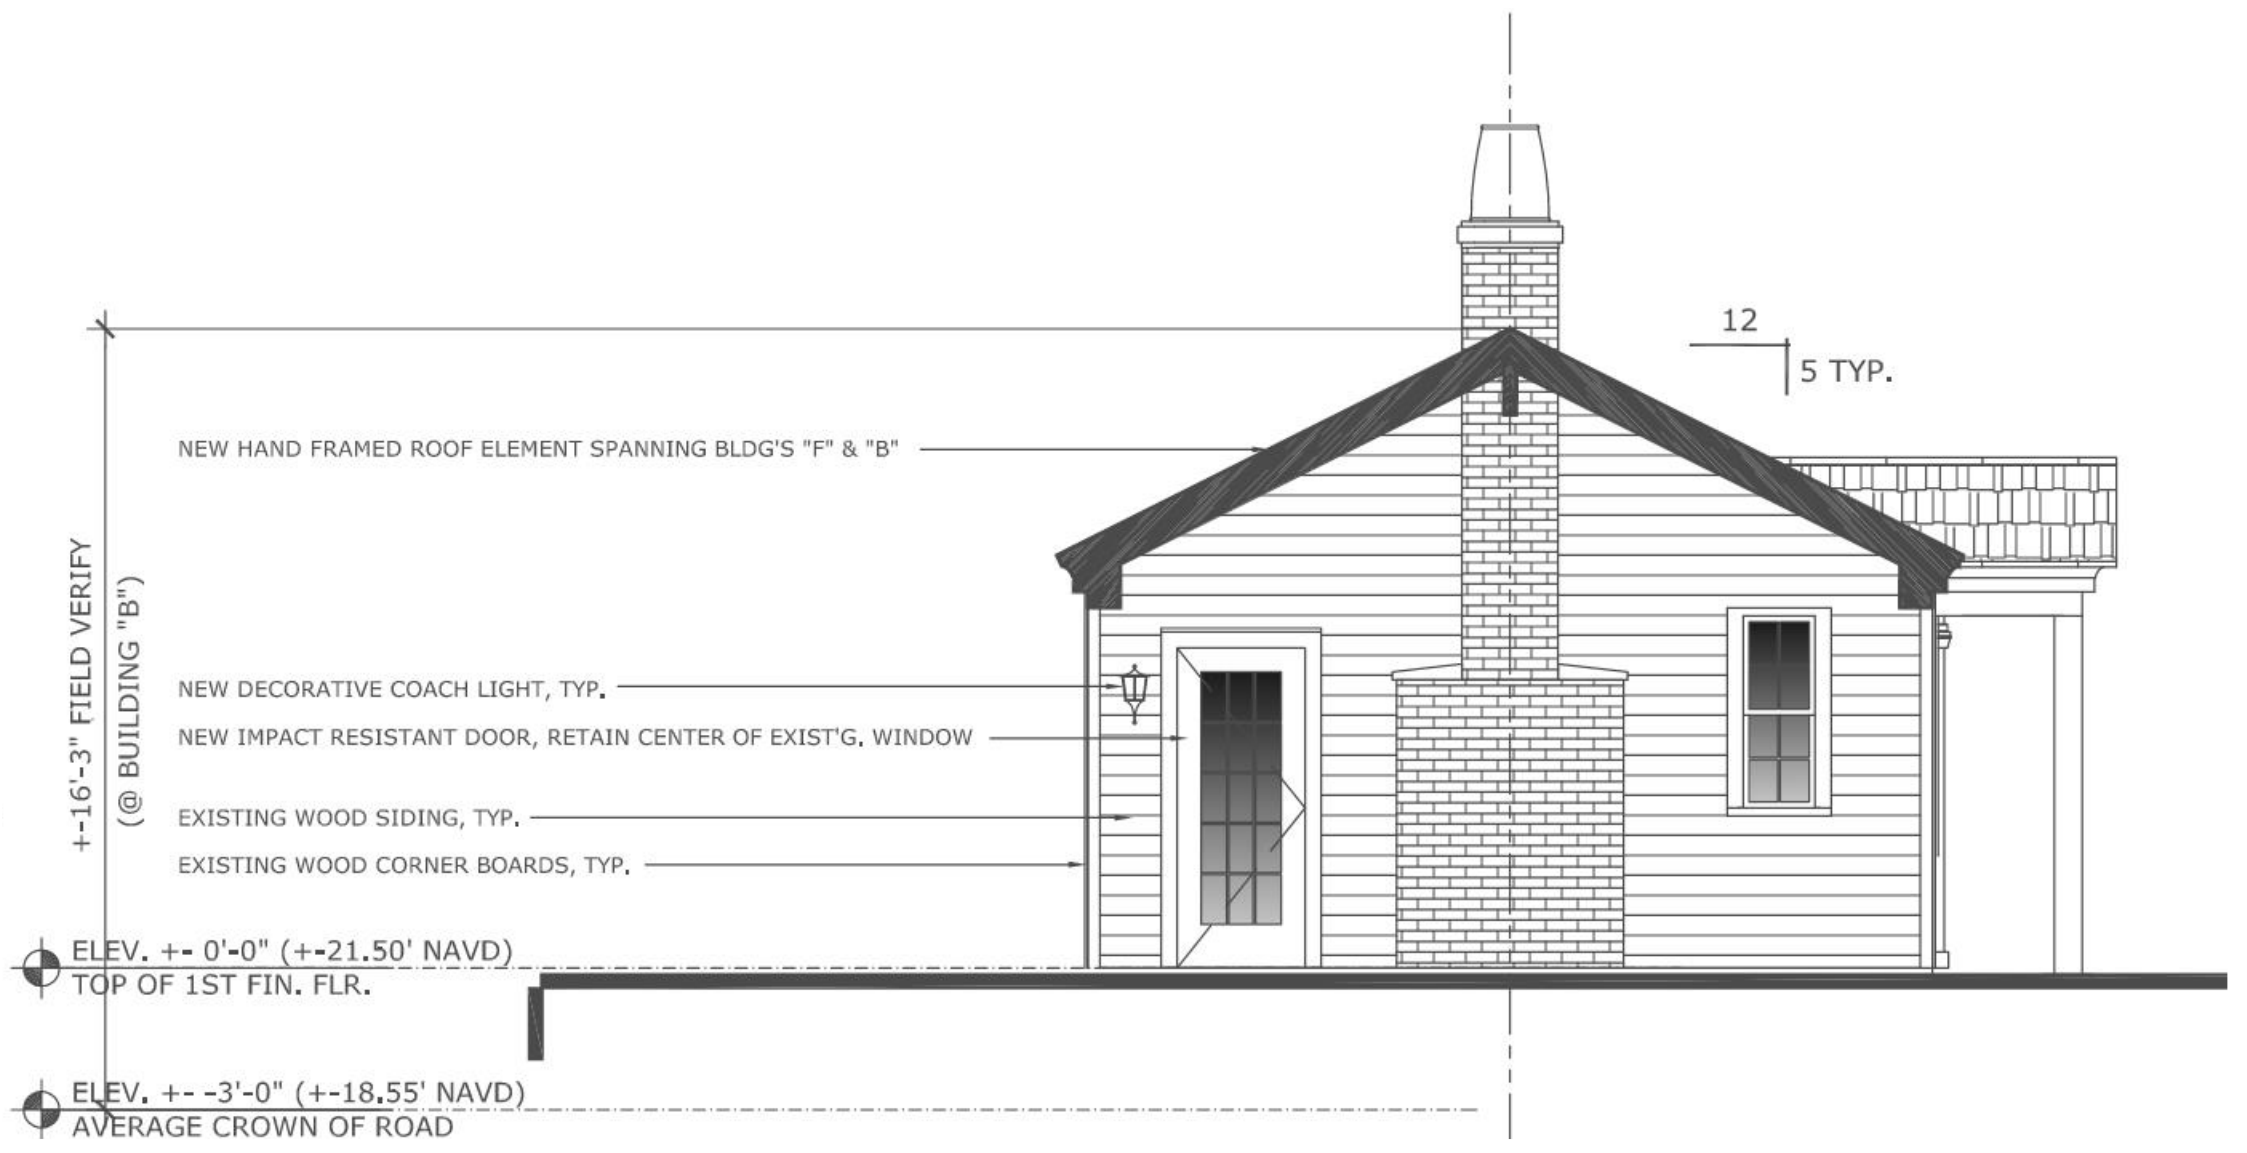 12
5 TYP.
NEW HAND FRAMED ROOF ELEMENT SPANNING BLDG'S "F" & "B"
+-16'-3" FIELD VERIFY
(@ BUILDING "B")
NEW DECORATIVE COACH LIGHT, TYP.
NEW IMPACT RESISTANT DOOR, RETAIN CENTER OF EXIST'G. WINDOW
EXISTING WOOD SIDING, TYP.
EXISTING WOOD CORNER BOARDS, TYP.
ELEV. +- 0'-0" (+-21.50' NAVD)
TOP OF 1ST FIN. FLR.
ELEV. +- -3'-0" (+-18.55' NAVD)
AVERAGE CROWN OF ROAD